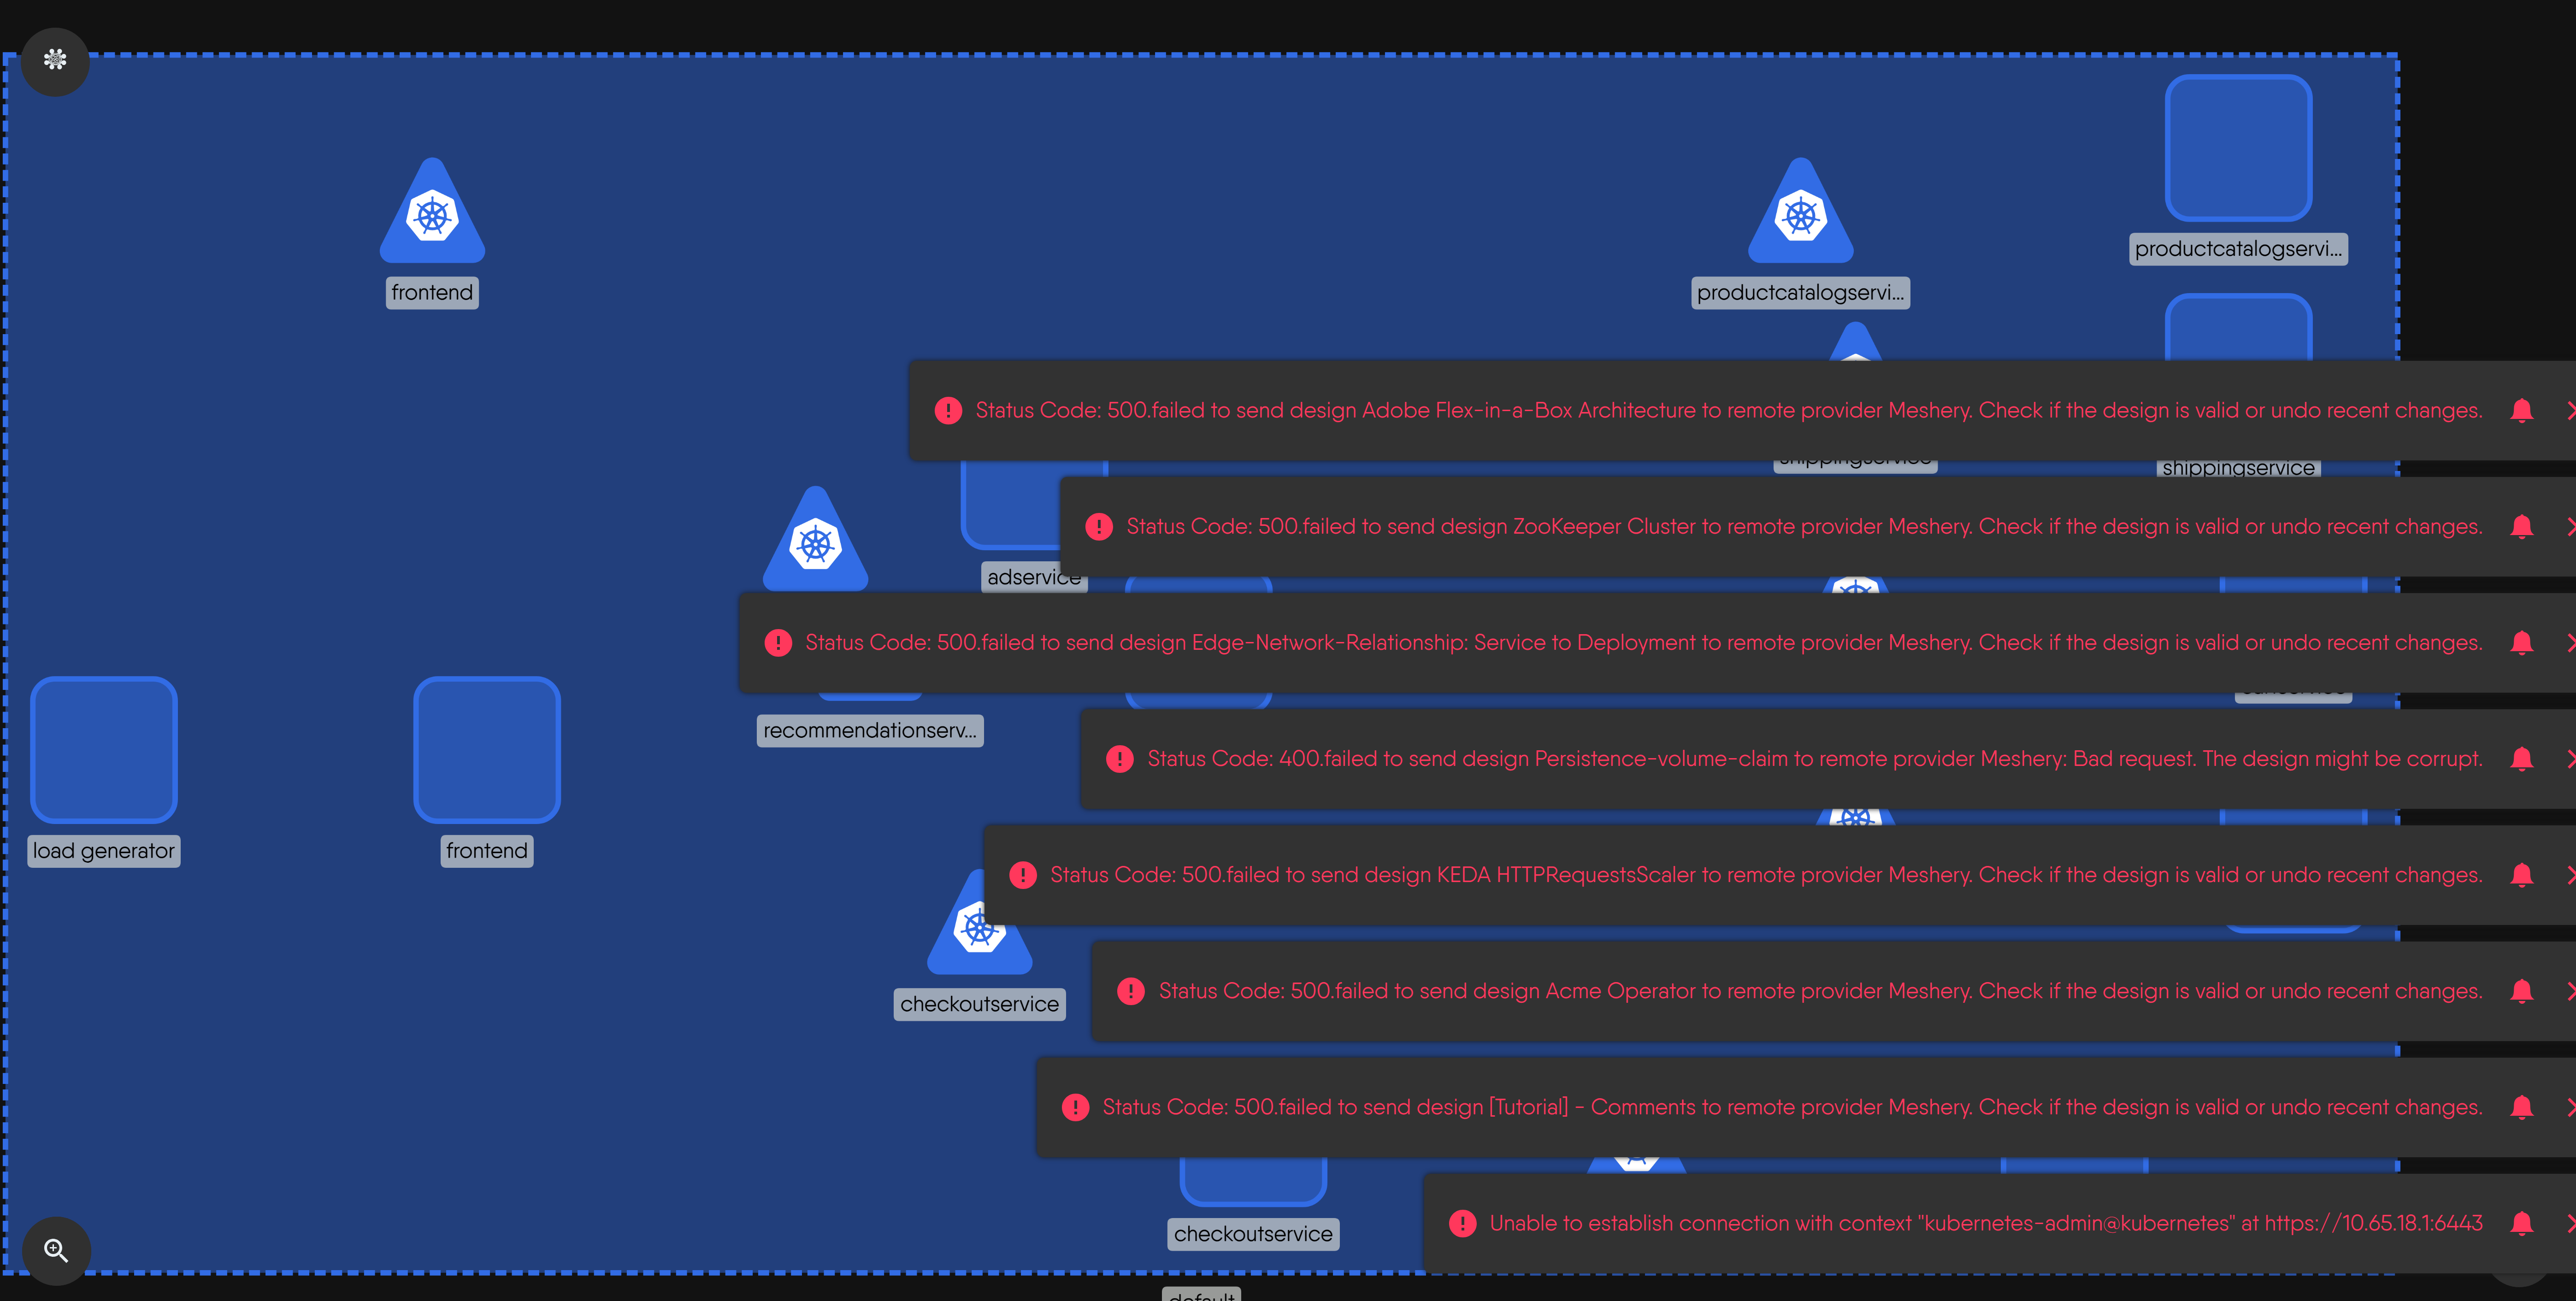 productcatalogservi...
frontend
productcatalogservi...
Status Code: 500.failed to send design Adobe Flex-in-a-Box Architecture to remote provider Meshery. Check if the design is valid or undo recent changes.
shippingservice
shippingservice
Status Code: 500.failed to send design ZooKeeper Cluster to remote provider Meshery. Check if the design is valid or undo recent changes.
adservice
Status Code: 500.failed to send design Edge-Network-Relationship: Service to Deployment to remote provider Meshery. Check if the design is valid or undo recent changes.
recommendationserv...
Status Code: 400.failed to send design Persistence-volume-claim to remote provider Meshery: Bad request. The design might be corrupt.
load generator
frontend
Status Code: 500.failed to send design KEDA HTTPRequestsScaler to remote provider Meshery. Check if the design is valid or undo recent changes.
checkoutservice
Status Code: 500.failed to send design Acme Operator to remote provider Meshery. Check if the design is valid or undo recent changes.
Status Code: 500.failed to send design [Tutorial] - Comments to remote provider Meshery. Check if the design is valid or undo recent changes.
Unable to establish connection with context "kubernetes-admin@kubernetes" at https://10.65.18.1:6443
checkoutservice
default